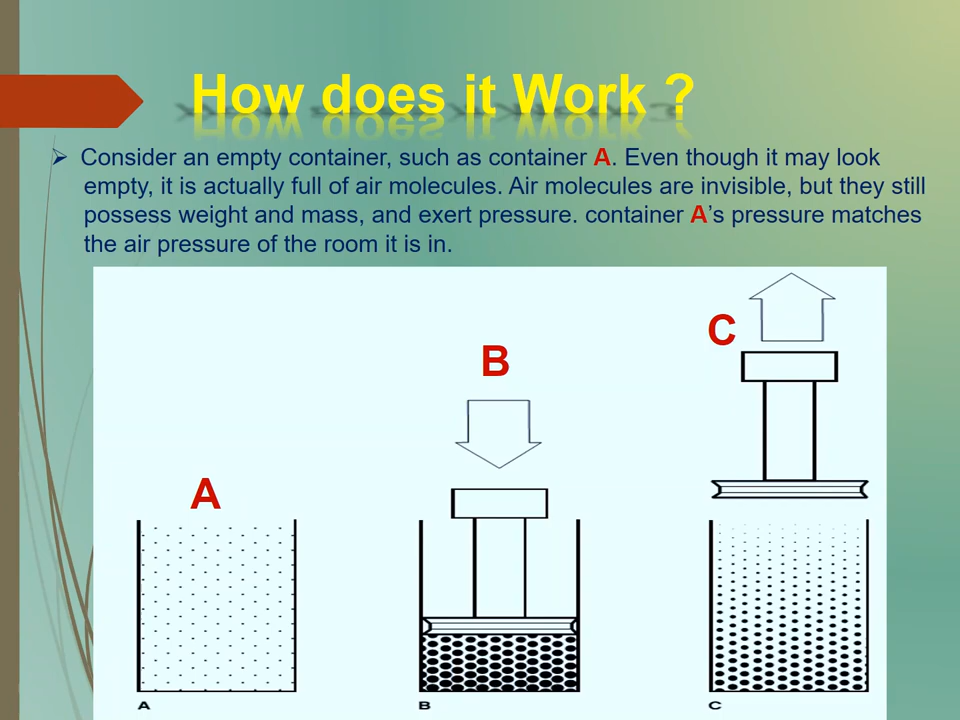 How does it Work ?
➢ Consider an empty container, such as container A. Even though it may look
empty, it is actually full of air molecules. Air molecules are invisible, but they still
possess weight and mass, and exert pressure. container A’s pressure matches
the air pressure of the room it is in.
C
B
A
A
B
C